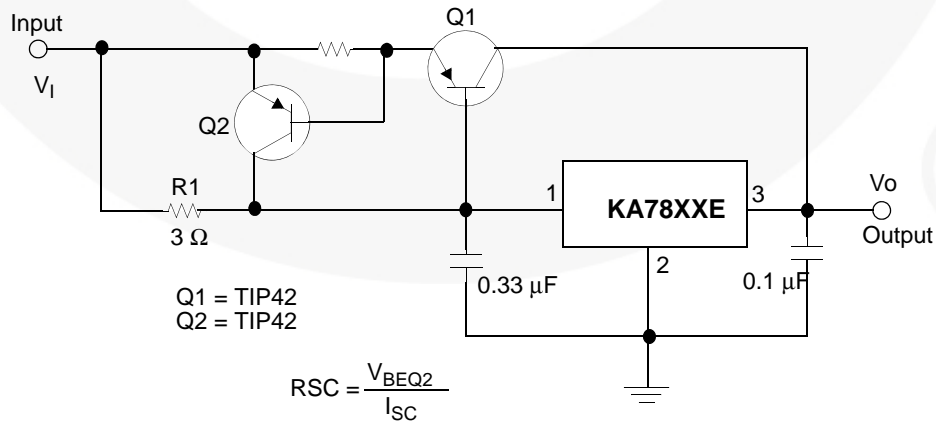 Input
Q1
V_I
Q2
R1
3 Ω
1
KA78XXE
3
Vo
Output
2
0.33 μF
0.1 μF
Q1 = TIP42
Q2 = TIP42
RSC = V_BEQ2 / I_SC